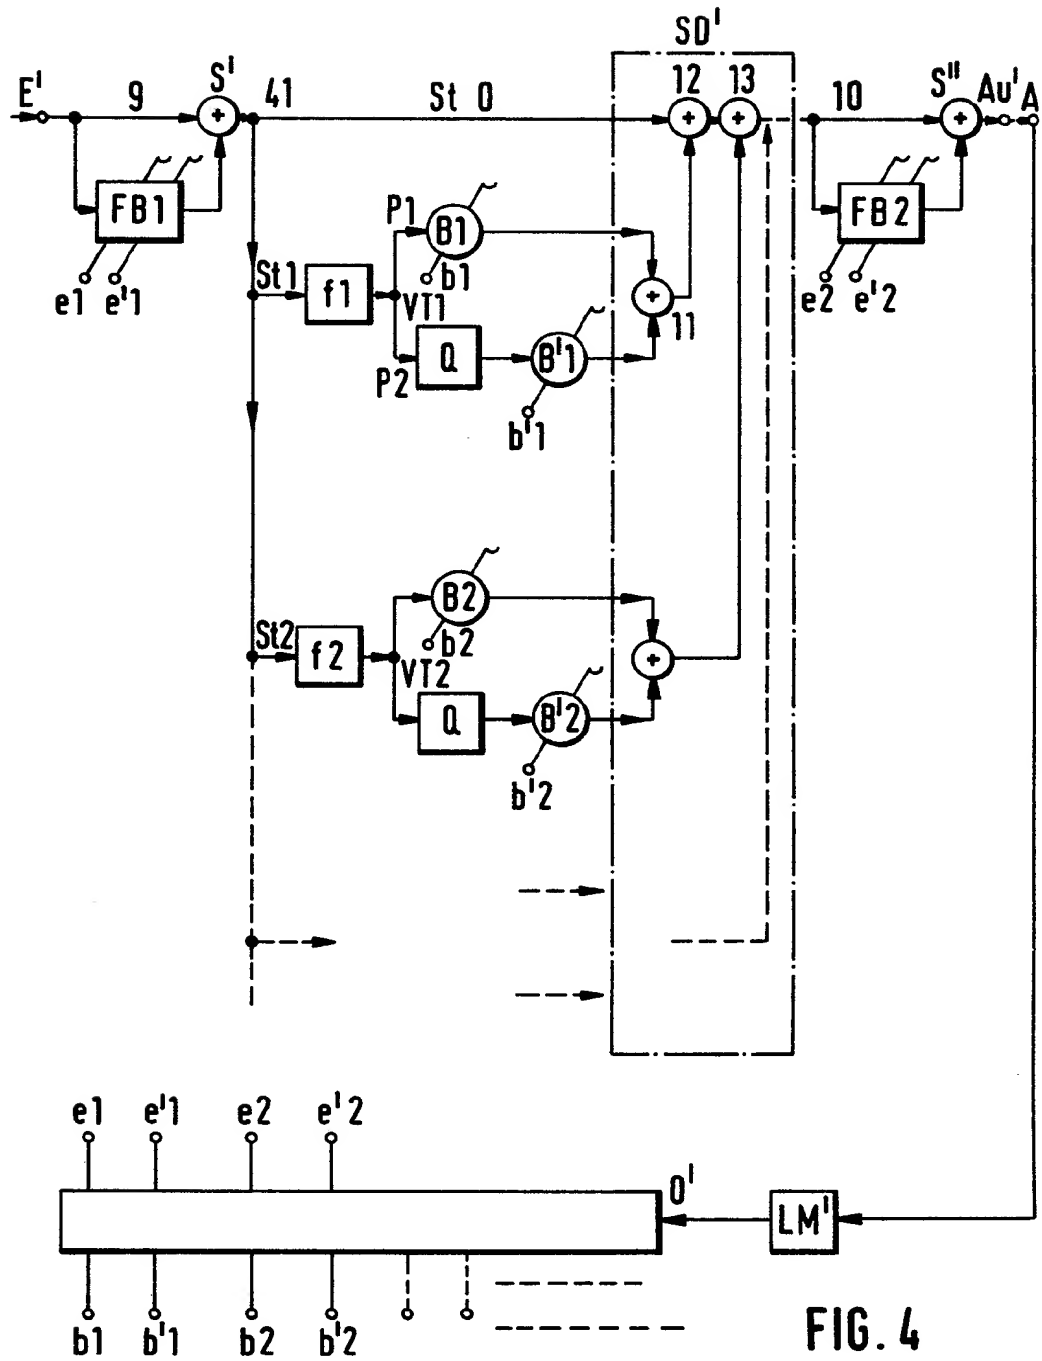 SD'
E'
9
S'
41
St 0
12
13
10
S"
Au'
A
+
+
+
+
FB1
P1
B1
FB2
e1
e'1
St1
f1
VT1
b1
+
11
e2
e'2
P2
Q
B'1
b'1
B2
St2
f2
VT2
b2
+
Q
B'2
b'2
e1
e'1
e2
e'2
0'
LM'
b1
b'1
b2
b'2
FIG. 4